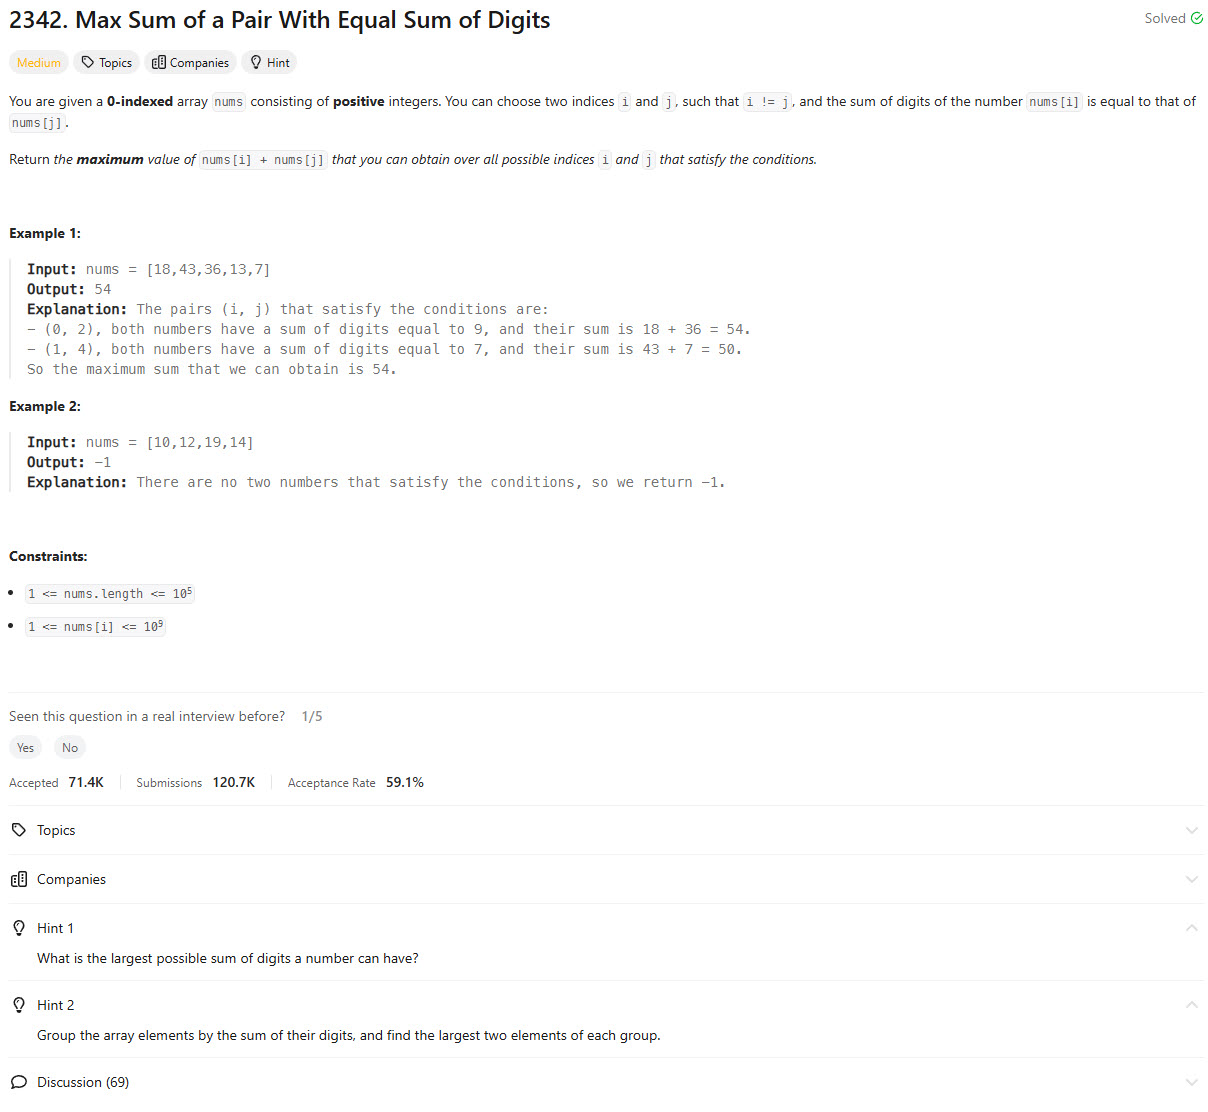 2342. Max Sum of a Pair With Equal Sum of Digits
Solved
Medium Topics Companies Hint
You are given a 0-indexed array nums consisting of positive integers. You can choose two indices i and j, such that i != j, and the sum of digits of the number nums[i] is equal to that of
nums[j].
Return the maximum value of nums[i] + nums[j] that you can obtain over all possible indices i and j that satisfy the conditions.
Example 1:
Input: nums = [18,43,36,13,7]
Output: 54
Explanation: The pairs (i, j) that satisfy the conditions are:
- (0, 2), both numbers have a sum of digits equal to 9, and their sum is 18 + 36 = 54.
- (1, 4), both numbers have a sum of digits equal to 7, and their sum is 43 + 7 = 50.
So the maximum sum that we can obtain is 54.
Example 2:
Input: nums = [10,12,19,14]
Output: -1
Explanation: There are no two numbers that satisfy the conditions, so we return -1.
Constraints:
• 1 <= nums.length <= 10⁵
• 1 <= nums[i] <= 10⁹
Seen this question in a real interview before? 1/5
Yes No
Accepted 71.4K Submissions 120.7K Acceptance Rate 59.1%
Topics
Companies
Hint 1
What is the largest possible sum of digits a number can have?
Hint 2
Group the array elements by the sum of their digits, and find the largest two elements of each group.
Discussion (69)